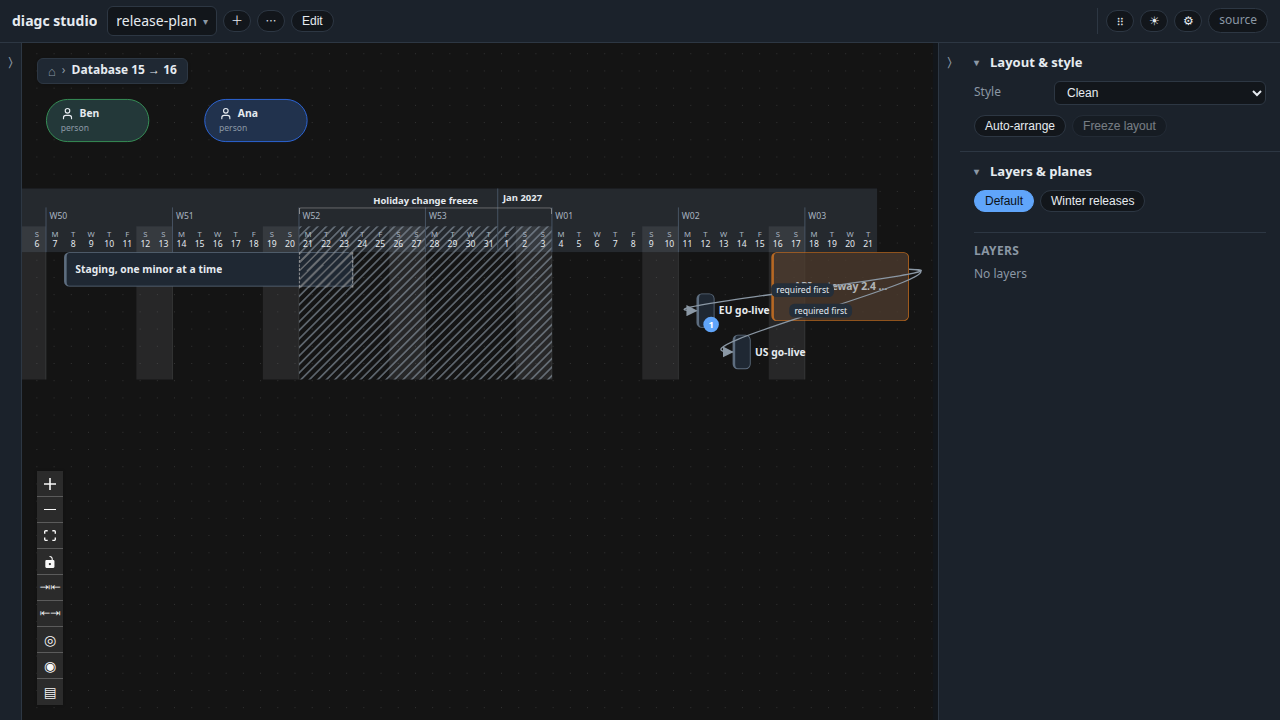 diagc studio
release-plan
Edit
source
Database 15 → 16
Ben
person
Ana
person
Layout & style
Style
Clean
Auto-arrange
Freeze layout
Layers & planes
Default
Winter releases
LAYERS
No layers
Holiday change freeze
Jan 2027
W50 W51 W52 W53 W01 W02 W03
S M T W T F S S M T W T F S S M T W T F S S M T W T F S S M T W T F S S M T W T F S S M T W T
6 7 8 9 10 11 12 13 14 15 16 17 18 19 20 21 22 23 24 25 26 27 28 29 30 31 1 2 3 4 5 6 7 8 9 10 11 12 13 14 15 16 17 18 19 20 21
Staging, one minor at a time
eway 2.4 ...
required first
EU go-live
required first
1
US go-live